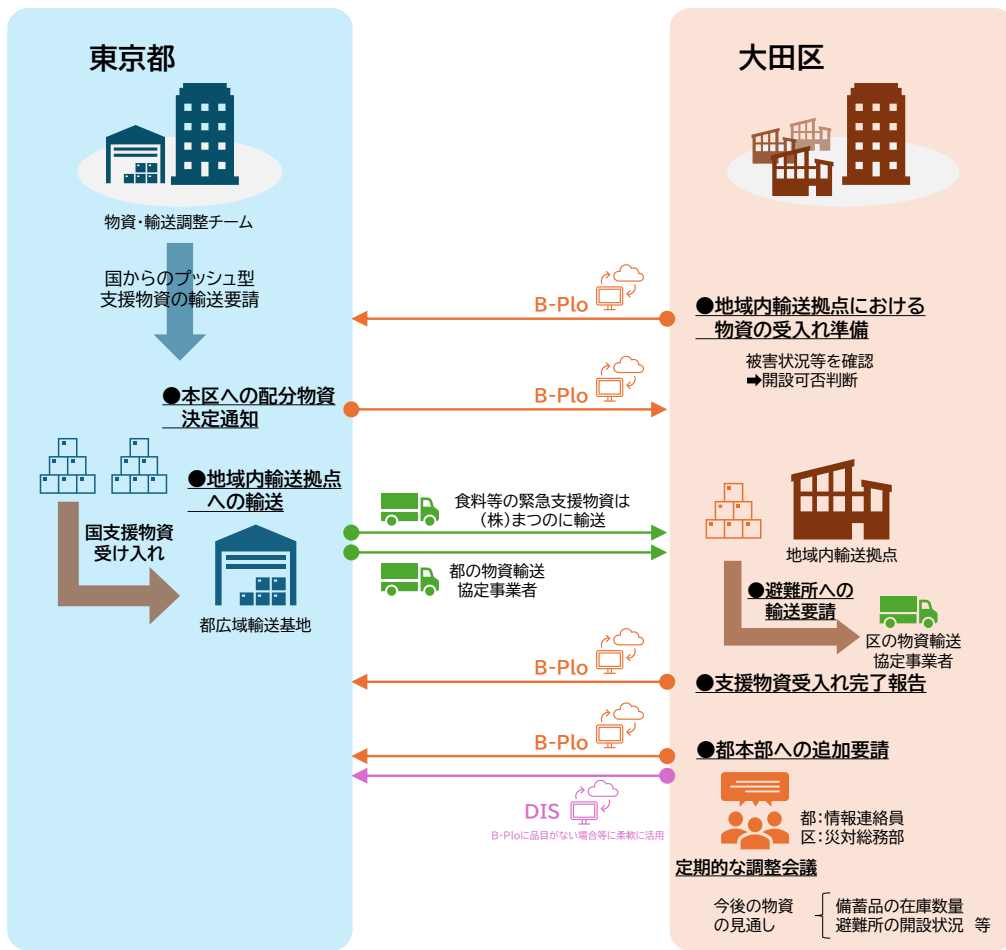 東京都
物資・輸送調整チーム
国からのプッシュ型
支援物資の輸送要請
●本区への配分物資
決定通知
●地域内輸送拠点
への輸送
国支援物資
受け入れ
都広域輸送基地
B-Plo
B-Plo
食料等の緊急支援物資は
(株)まつのに輸送
都の物資輸送
協定事業者
B-Plo
B-Plo
DIS
B-Ploに品目がない場合等に柔軟に活用
大田区
●地域内輸送拠点における
物資の受入れ準備
被害状況等を確認
➡開設可否判断
地域内輸送拠点
●避難所への
輸送要請
区の物資輸送
協定事業者
●支援物資受入れ完了報告
●都本部への追加要請
都：情報連絡員
区：災対総務部
定期的な調整会議
今後の物資
の見通し
備蓄品の在庫数量
避難所の開設状況 等